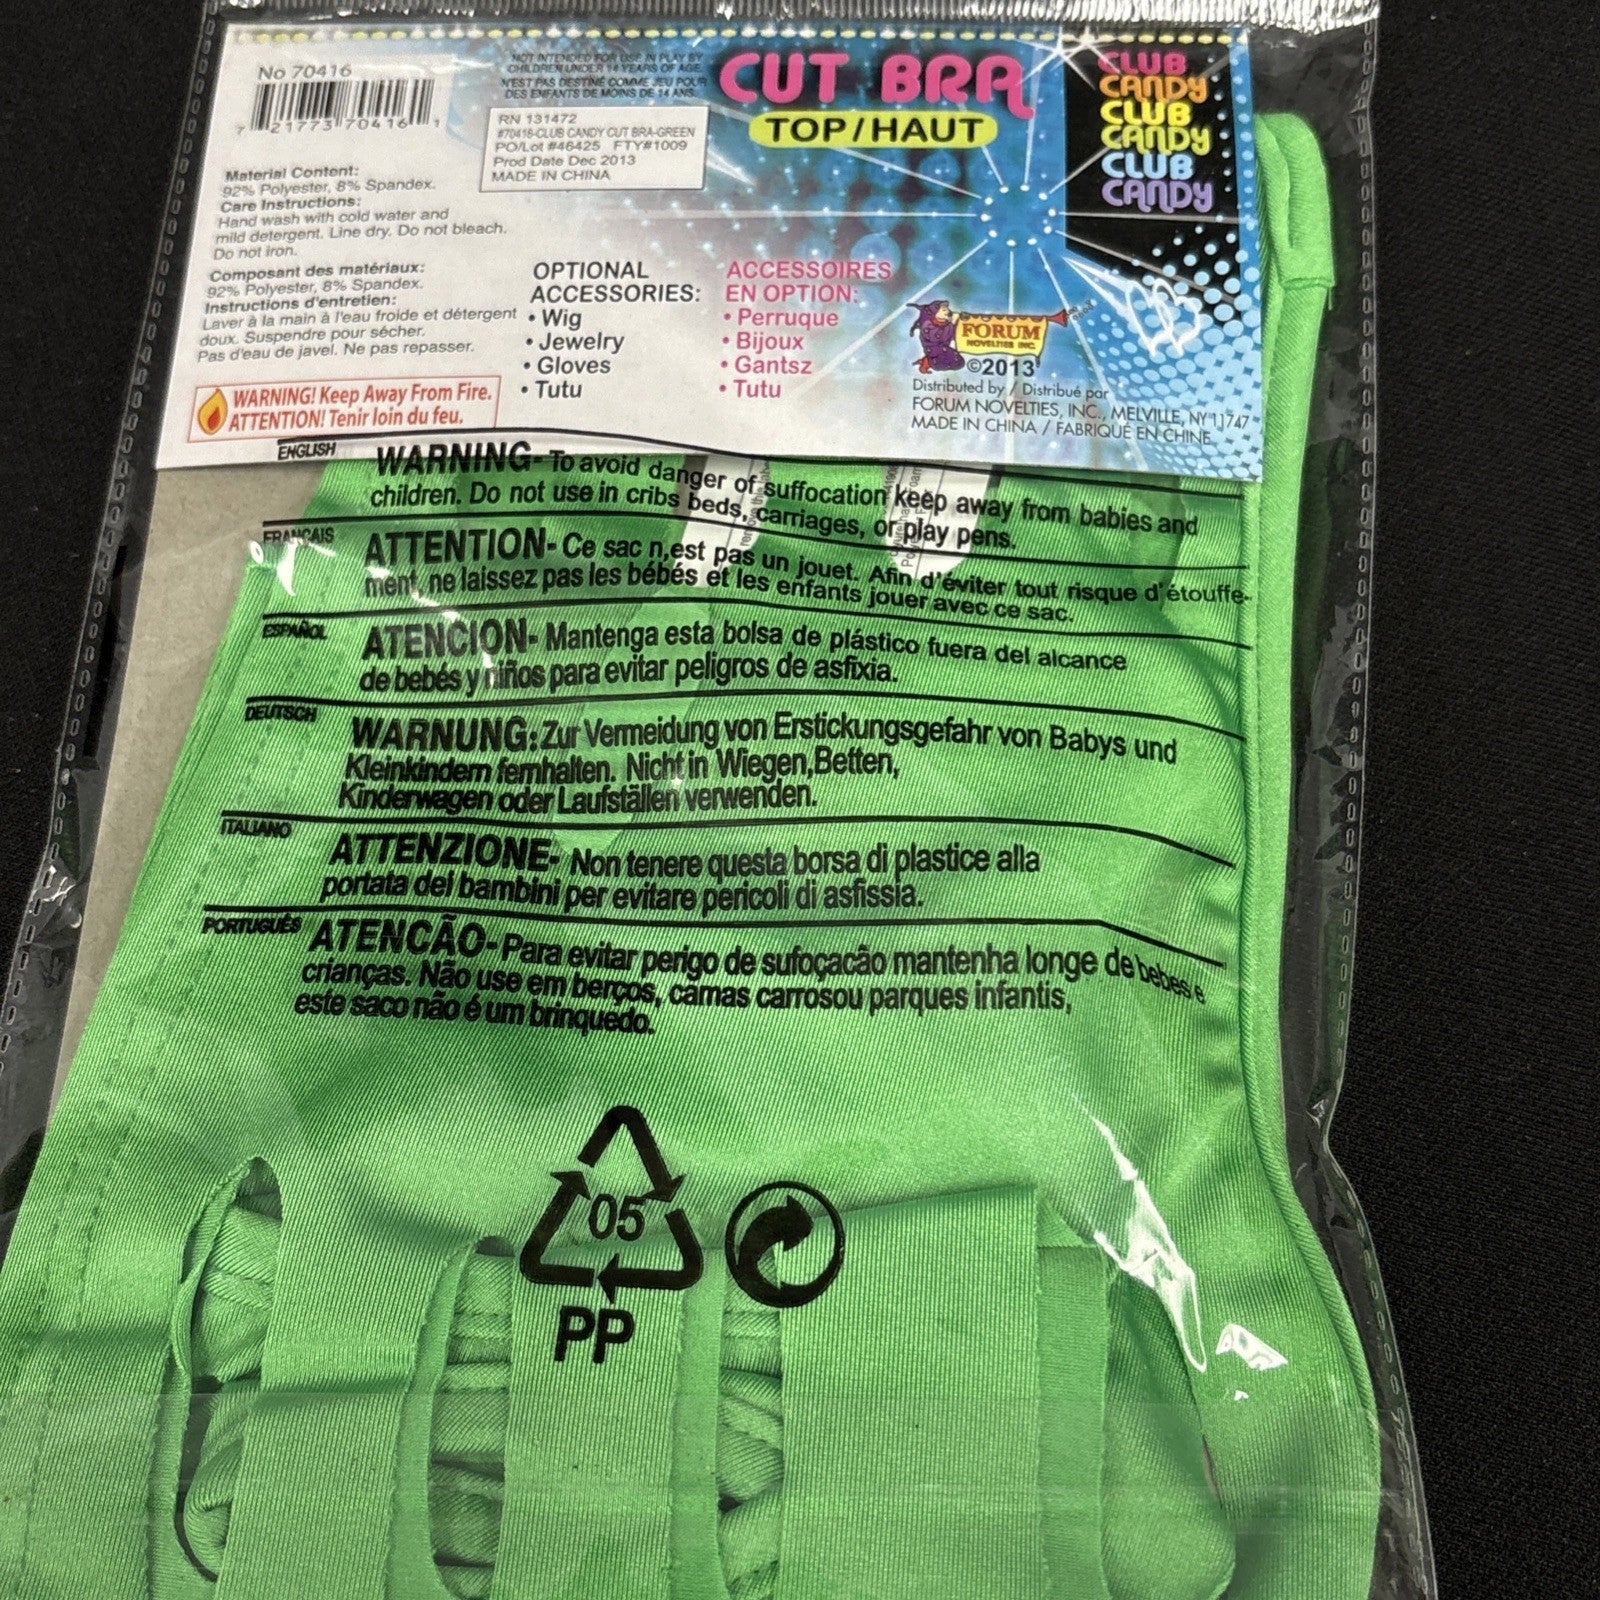 No 70416
7 21773 70416 1
NOT INTENDED FOR USE IN PLAY BY
CHILDREN UNDER 14 YEARS OF AGE
N'EST PAS DESTINÉ COMME JEU POUR
DES ENFANTS DE MOINS DE 14 ANS.
RN 131472
#70416-CLUB CANDY CUT BRA-GREEN
PO/Lot #46425 FTY#1009
Prod Date Dec 2013
MADE IN CHINA
CUT BRA
TOP/HAUT
CLUB
CANDY
CLUB
CANDY
CLUB
CANDY
Material Content:
92% Polyester, 8% Spandex.
Care Instructions:
Hand wash with cold water and
mild detergent. Line dry. Do not bleach.
Do not iron.
Composant des matériaux:
92% Polyester, 8% Spandex.
Instructions d'entretien:
Laver à la main à l'eau froide et détergent
doux. Suspendre pour sécher.
Pas d'eau de javel. Ne pas repasser.
WARNING! Keep Away From Fire.
ATTENTION! Tenir loin du feu.
OPTIONAL
ACCESSORIES:
• Wig
• Jewelry
• Gloves
• Tutu
ACCESSOIRES
EN OPTION:
• Perruque
• Bijoux
• Gantsz
• Tutu
FORUM
NOVELTIES INC.
©2013
Distributed by / Distribué par
FORUM NOVELTIES, INC., MELVILLE, NY 11747
MADE IN CHINA / FABRIQUÉ EN CHINE
ENGLISH
WARNING- To avoid danger of suffocation keep away from babies and
children. Do not use in cribs beds, carriages, or play pens.
FRANCAIS
ATTENTION- Ce sac n,est pas un jouet. Afin d'éviter tout risque d'étouffe-
ment, ne laissez pas les bébés et les enfants jouer avec ce sac.
ESPAÑOL
ATENCION- Mantenga esta bolsa de plástico fuera del alcance
de bebés y niños para evitar peligros de asfixia.
DEUTSCH
WARNUNG: Zur Vermeidung von Erstickungsgefahr von Babys und
Kleinkindern fernhalten. Nicht in Wiegen,Betten,
Kinderwagen oder Laufställen verwenden.
ITALIANO
ATTENZIONE- Non tenere questa borsa di plastice alla
portata del bambini per evitare pericoli di asfissia.
PORTUGUÉS
ATENCÃO- Para evitar perigo de sufoçacâo mantenha longe de bebes e
crianças. Não use em berços, camas carrosou parques infantis,
este saco não é um brinquedo.
05
PP